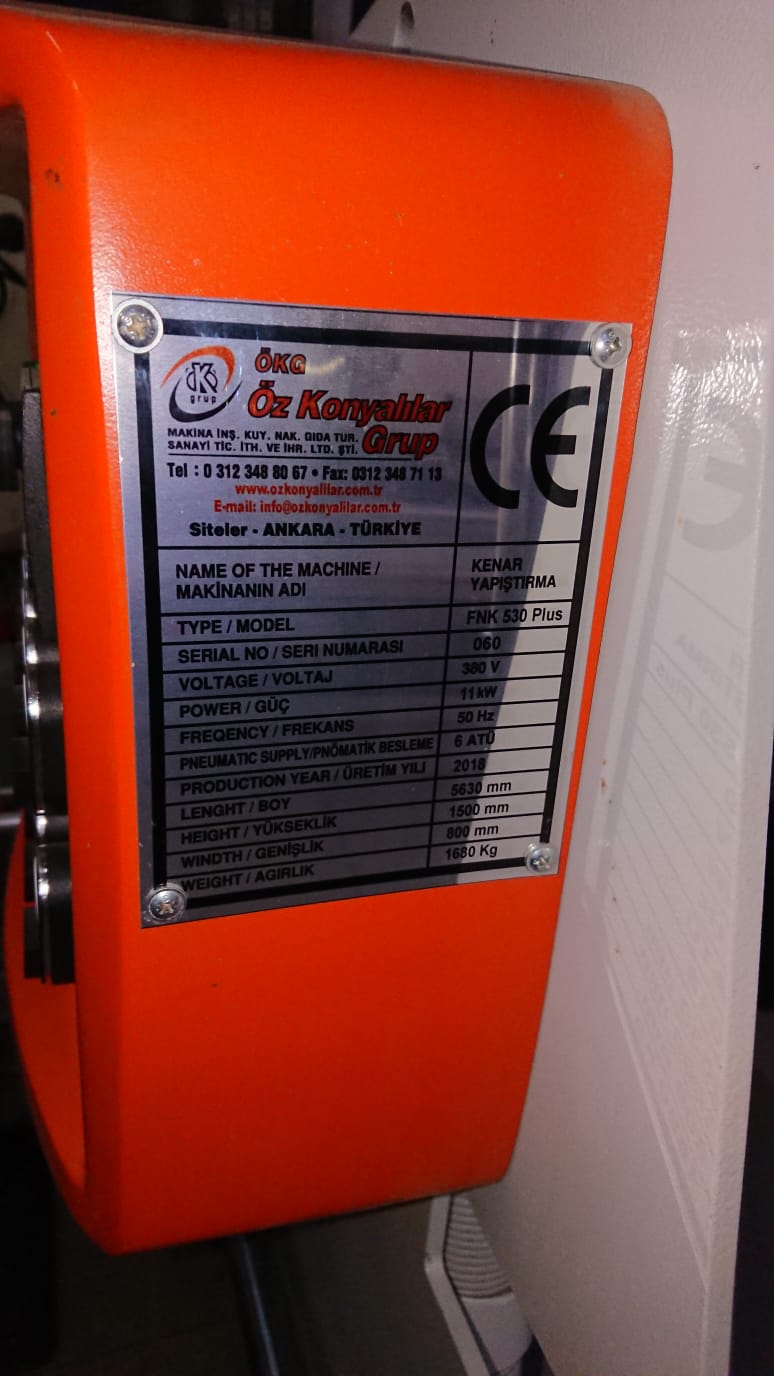 ÖKG
öKG
grup
Öz Konyalılar
Grup
MAKİNA İNŞ. KUY. NAK. GIDA TUR.
SANAYİ TİC. İTH. VE İHR. LTD. ŞTİ.
Tel : 0 312 348 80 67 • Fax: 0312 348 71 13
www.ozkonyalilar.com.tr
E-mail: info@ozkonyalilar.com.tr
Siteler - ANKARA - TÜRKİYE
CE
NAME OF THE MACHINE / MAKİNANIN ADI KENAR YAPIŞTIRMA
TYPE / MODEL FNK 530 Plus
SERIAL NO / SERI NUMARASI 060
VOLTAGE / VOLTAJ 380 V
POWER / GÜÇ 11 kW
FREQENCY / FREKANS 50 Hz
PNEUMATIC SUPPLY/PNÖMATİK BESLEME 6 ATÜ
PRODUCTION YEAR / ÜRETİM YILI 2018
LENGHT / BOY 5630 mm
HEIGHT / YÜKSEKLİK 1500 mm
WINDTH / GENİŞLİK 800 mm
WEIGHT / AGIRLIK 1680 Kg